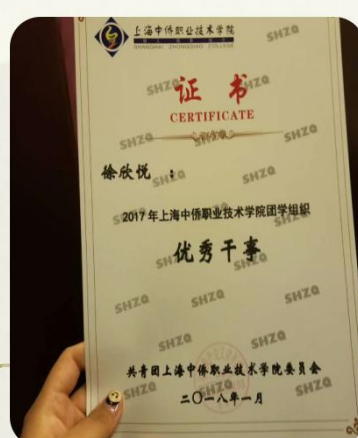 上海中侨职业技术学院
SHANGHAI ZHONGQIAO COLLEGE
证书
CERTIFICATE
徐欣悦：
2017年上海中侨职业技术学院团学组织
优秀干事
共青团上海中侨职业技术学院委员会
二〇一八年一月
SHZQ